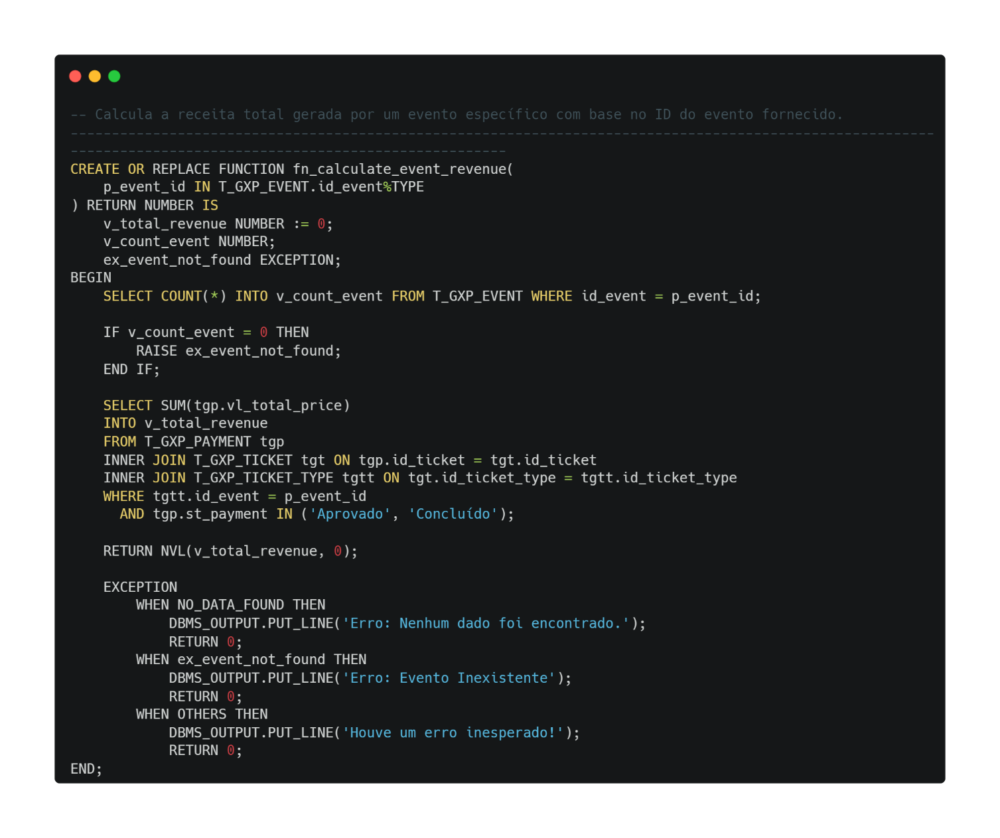 -- Calcula a receita total gerada por um evento específico com base no ID do evento fornecido.
---------------------------------------------------------------------------------------------------------
-----------------------------------------------------
CREATE OR REPLACE FUNCTION fn_calculate_event_revenue(
    p_event_id IN T_GXP_EVENT.id_event%TYPE
) RETURN NUMBER IS
    v_total_revenue NUMBER := 0;
    v_count_event NUMBER;
    ex_event_not_found EXCEPTION;
BEGIN
    SELECT COUNT(*) INTO v_count_event FROM T_GXP_EVENT WHERE id_event = p_event_id;

    IF v_count_event = 0 THEN
        RAISE ex_event_not_found;
    END IF;

    SELECT SUM(tgp.vl_total_price)
    INTO v_total_revenue
    FROM T_GXP_PAYMENT tgp
    INNER JOIN T_GXP_TICKET tgt ON tgp.id_ticket = tgt.id_ticket
    INNER JOIN T_GXP_TICKET_TYPE tgtt ON tgt.id_ticket_type = tgtt.id_ticket_type
    WHERE tgtt.id_event = p_event_id
      AND tgp.st_payment IN ('Aprovado', 'Concluído');

    RETURN NVL(v_total_revenue, 0);

    EXCEPTION
        WHEN NO_DATA_FOUND THEN
            DBMS_OUTPUT.PUT_LINE('Erro: Nenhum dado foi encontrado.');
            RETURN 0;
        WHEN ex_event_not_found THEN
            DBMS_OUTPUT.PUT_LINE('Erro: Evento Inexistente');
            RETURN 0;
        WHEN OTHERS THEN
            DBMS_OUTPUT.PUT_LINE('Houve um erro inesperado!');
            RETURN 0;
END;